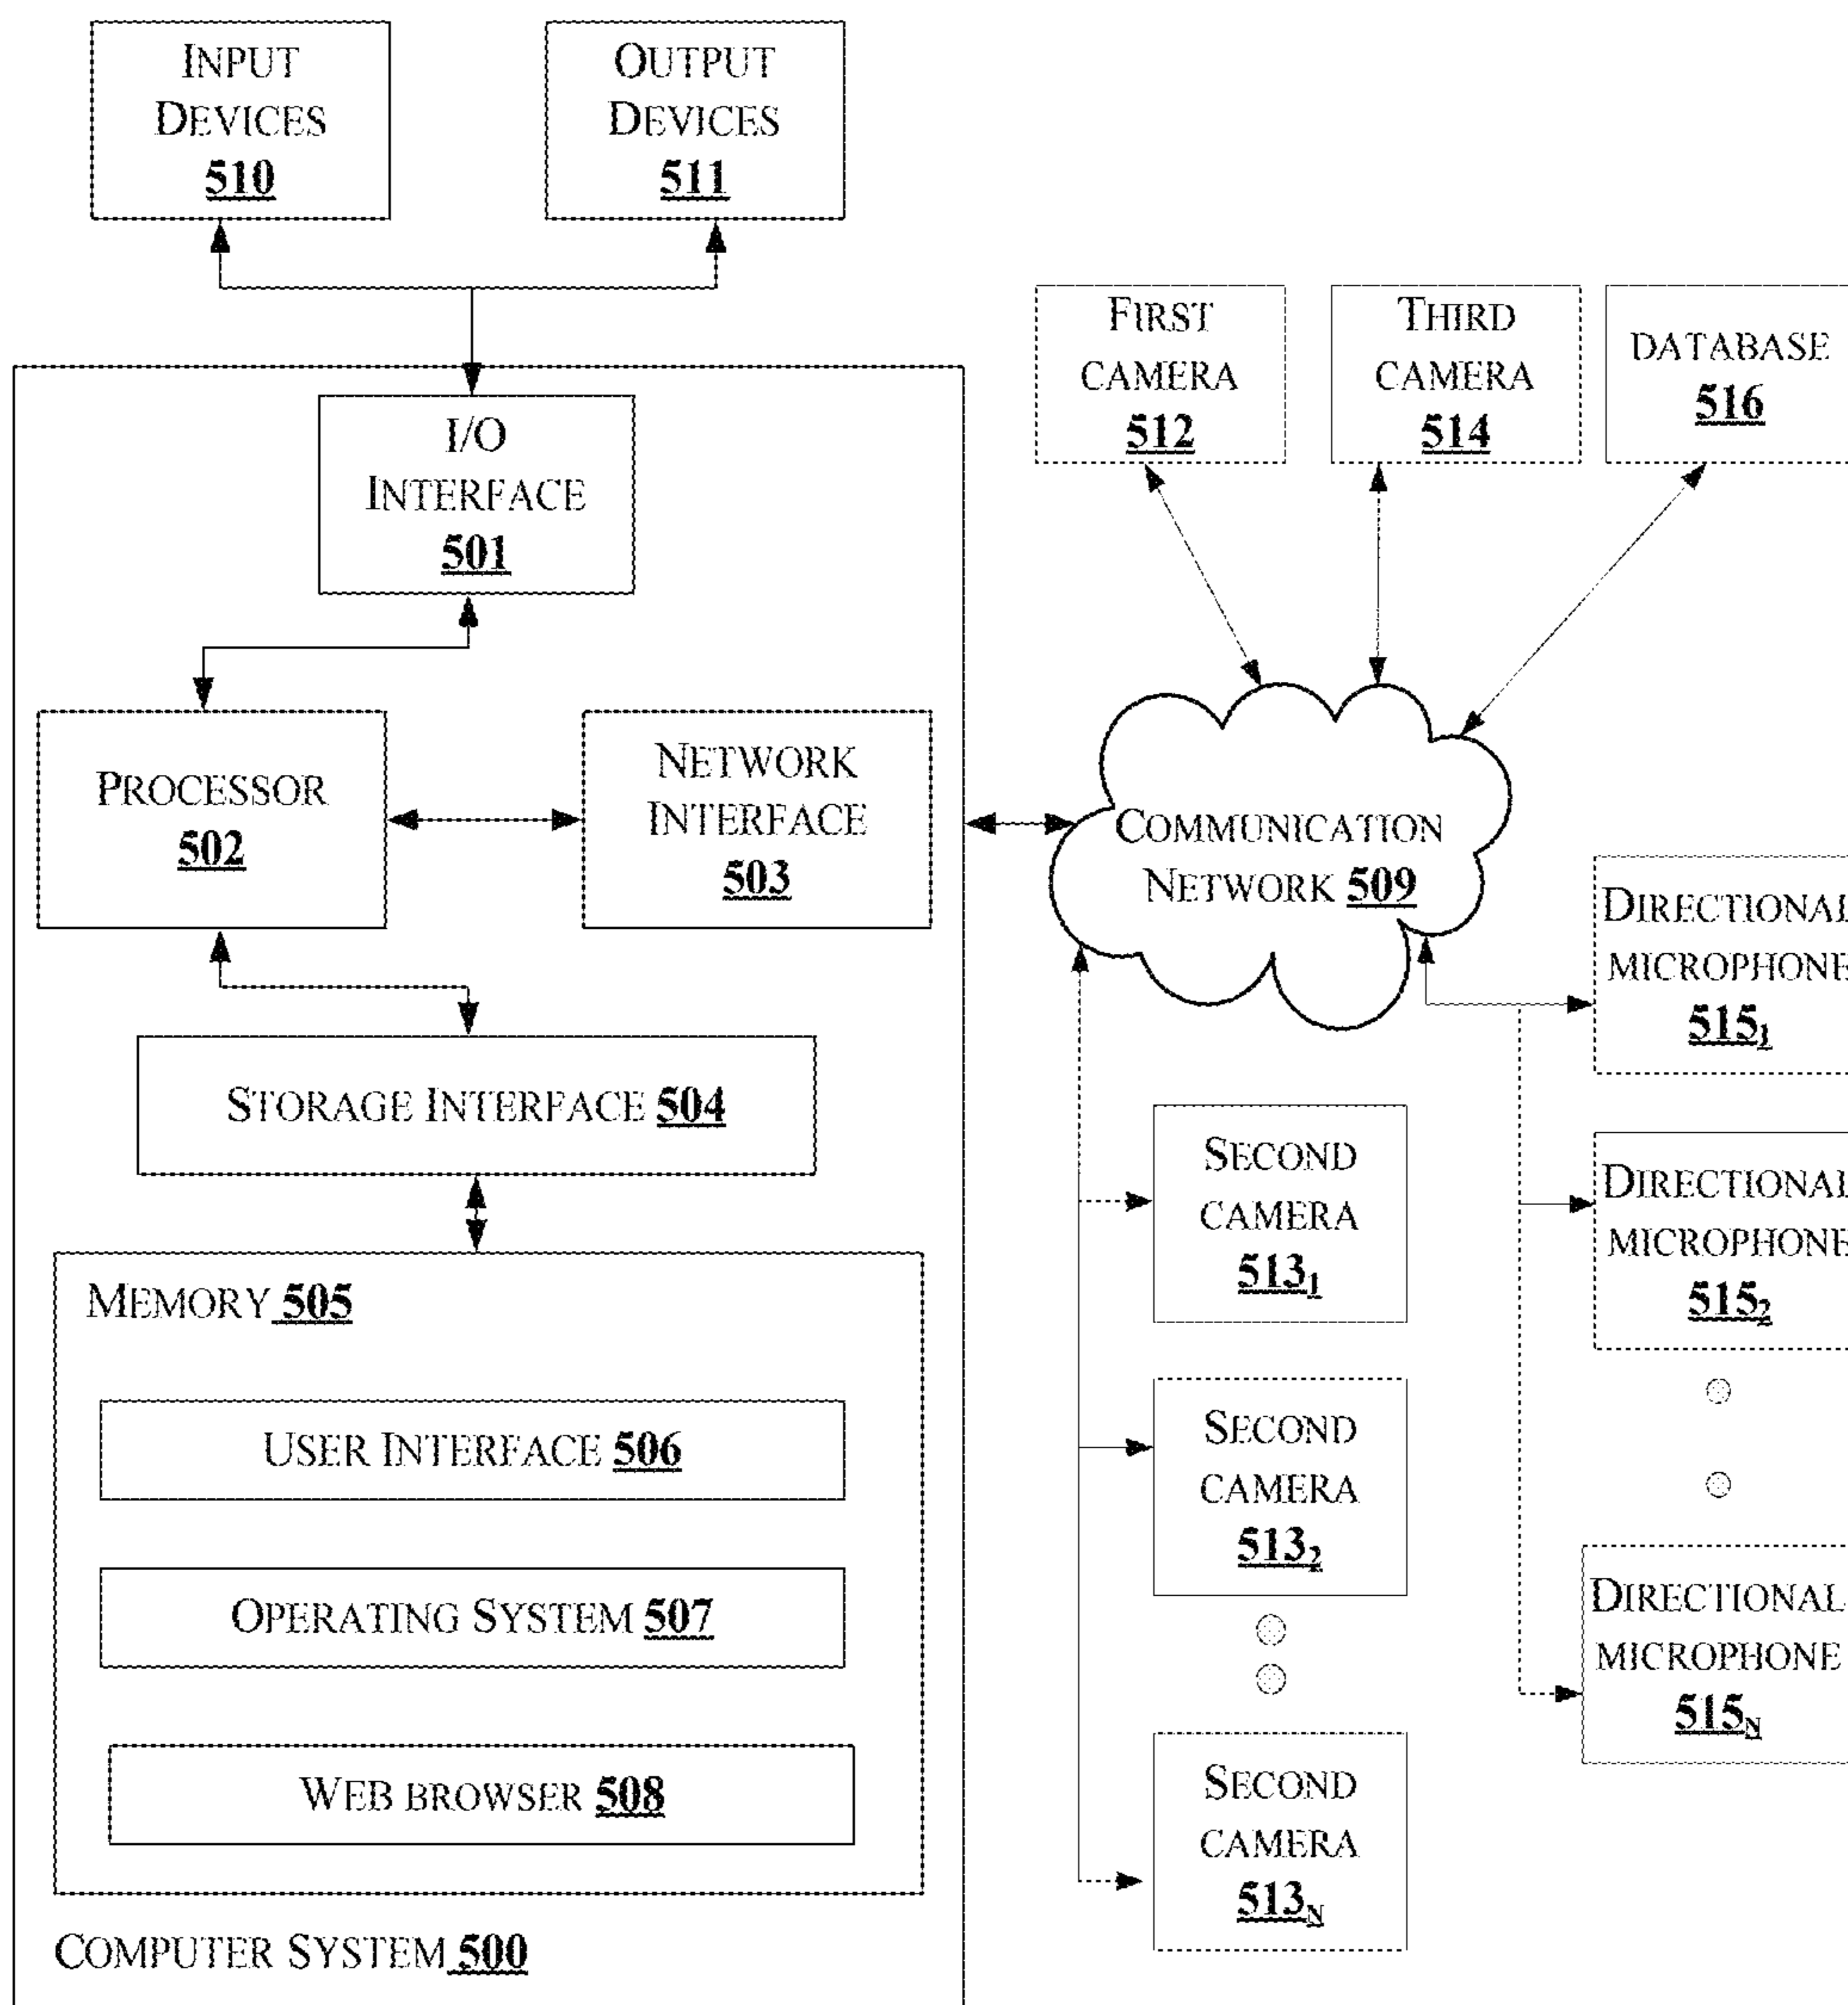 INPUT
DEVICES
510
OUTPUT
DEVICES
511
I/O
INTERFACE
501
PROCESSOR
502
NETWORK
INTERFACE
503
STORAGE INTERFACE 504
MEMORY 505
USER INTERFACE 506
OPERATING SYSTEM 507
WEB BROWSER 508
COMPUTER SYSTEM 500
FIRST
CAMERA
512
THIRD
CAMERA
514
DATABASE
516
COMMUNICATION
NETWORK 509
SECOND
CAMERA
513₁
SECOND
CAMERA
513₂
SECOND
CAMERA
513N
DIRECTIONAL
MICROPHONE
515₁
DIRECTIONAL
MICROPHONE
515₂
DIRECTIONAL
MICROPHONE
515N